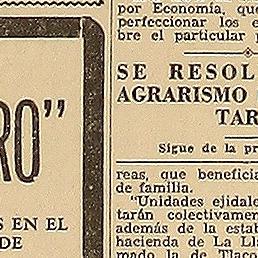 por Economía, que
perfeccionar los e
bre el particular p
SE RESOL
AGRARISMO
TAR
Sigue de la pr
reas, que benefici
de familia.
"Unidades ejidale
tarán colectivamen
además de la estab
hacienda de La Ll
mado la de Tlaco
RO"
S EN EL
DE